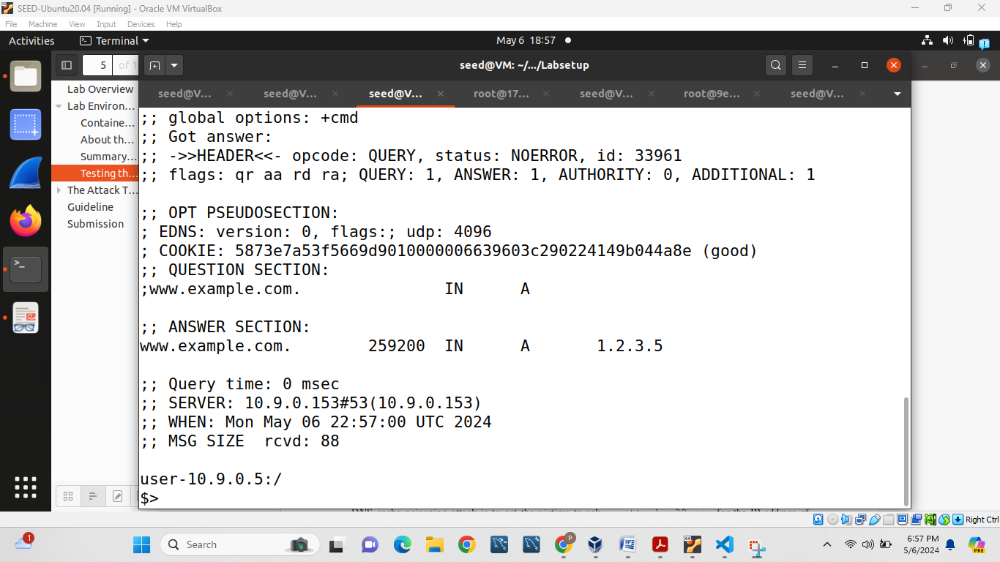 SEED-Ubuntu20.04 [Running] - Oracle VM VirtualBox
File Machine View Input Devices Help
Activities Terminal May 6 18:57
5 of 1
seed@VM: ~/.../Labsetup
seed@V... seed@V... seed@V... root@17... seed@V... root@9e... seed@V...
Lab Overview
Lab Environ...
Containe...
About th...
Summary...
Testing th...
The Attack T...
Guideline
Submission
;; global options: +cmd
;; Got answer:
;; ->>HEADER<<- opcode: QUERY, status: NOERROR, id: 33961
;; flags: qr aa rd ra; QUERY: 1, ANSWER: 1, AUTHORITY: 0, ADDITIONAL: 1
;; OPT PSEUDOSECTION:
; EDNS: version: 0, flags:; udp: 4096
; COOKIE: 5873e7a53f5669d9010000006639603c290224149b044a8e (good)
;; QUESTION SECTION:
;www.example.com. IN A
;; ANSWER SECTION:
www.example.com. 259200 IN A 1.2.3.5
;; Query time: 0 msec
;; SERVER: 10.9.0.153#53(10.9.0.153)
;; WHEN: Mon May 06 22:57:00 UTC 2024
;; MSG SIZE rcvd: 88
user-10.9.0.5:/
$>
Right Ctrl
1
Search
6:57 PM
5/6/2024
PRE